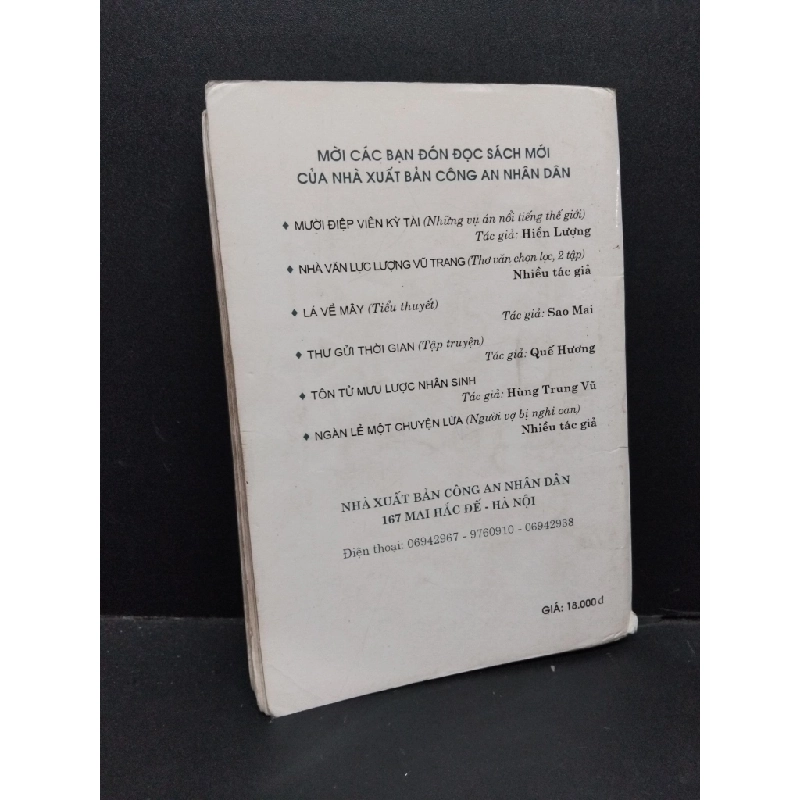 MỜI CÁC BẠN ĐÓN ĐỌC SÁCH MỚI
CỦA NHÀ XUẤT BẢN CÔNG AN NHÂN DÂN
♦ MƯỜI ĐIỆP VIÊN KỲ TÀI (Những vụ án nổi tiếng thế giới)
Tác giả: Hiến Lượng
♦ NHÀ VĂN LỰC LƯỢNG VŨ TRANG (Thơ văn chọn lọc, 2 tập)
Nhiều tác giả
♦ LÁ VỀ MÂY (Tiểu thuyết)
Tác giả: Sao Mai
♦ THƯ GỬI THỜI GIAN (Tập truyện)
Tác giả: Quế Hương
♦ TÔN TỬ MƯU LƯỢC NHÂN SINH
Tác giả: Hùng Trung Vũ
♦ NGÀN LẺ MỘT CHUYỆN LỪA (Người vợ bị nghi can)
Nhiều tác giả
NHÀ XUẤT BẢN CÔNG AN NHÂN DÂN
167 MAI HẮC ĐẾ - HÀ NỘI
Điện thoại: 06942967 - 9760910 - 06942958
GIÁ: 18.000đ